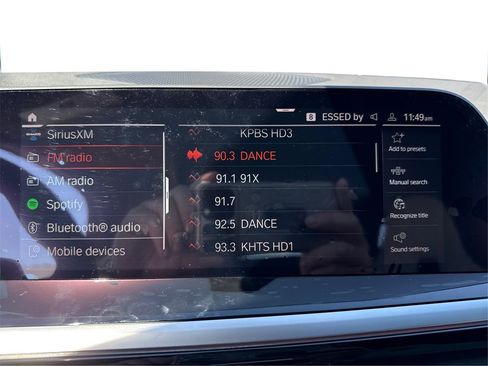 8 ESSED by 11:49am
SiriusXM
FM radio
AM radio
Spotify
Bluetooth® audio
Mobile devices
KPBS HD3
90.3 DANCE
91.1 91X
91.7
92.5 DANCE
93.3 KHTS HD1
Add to presets
Manual search
Recognize title
Sound settings